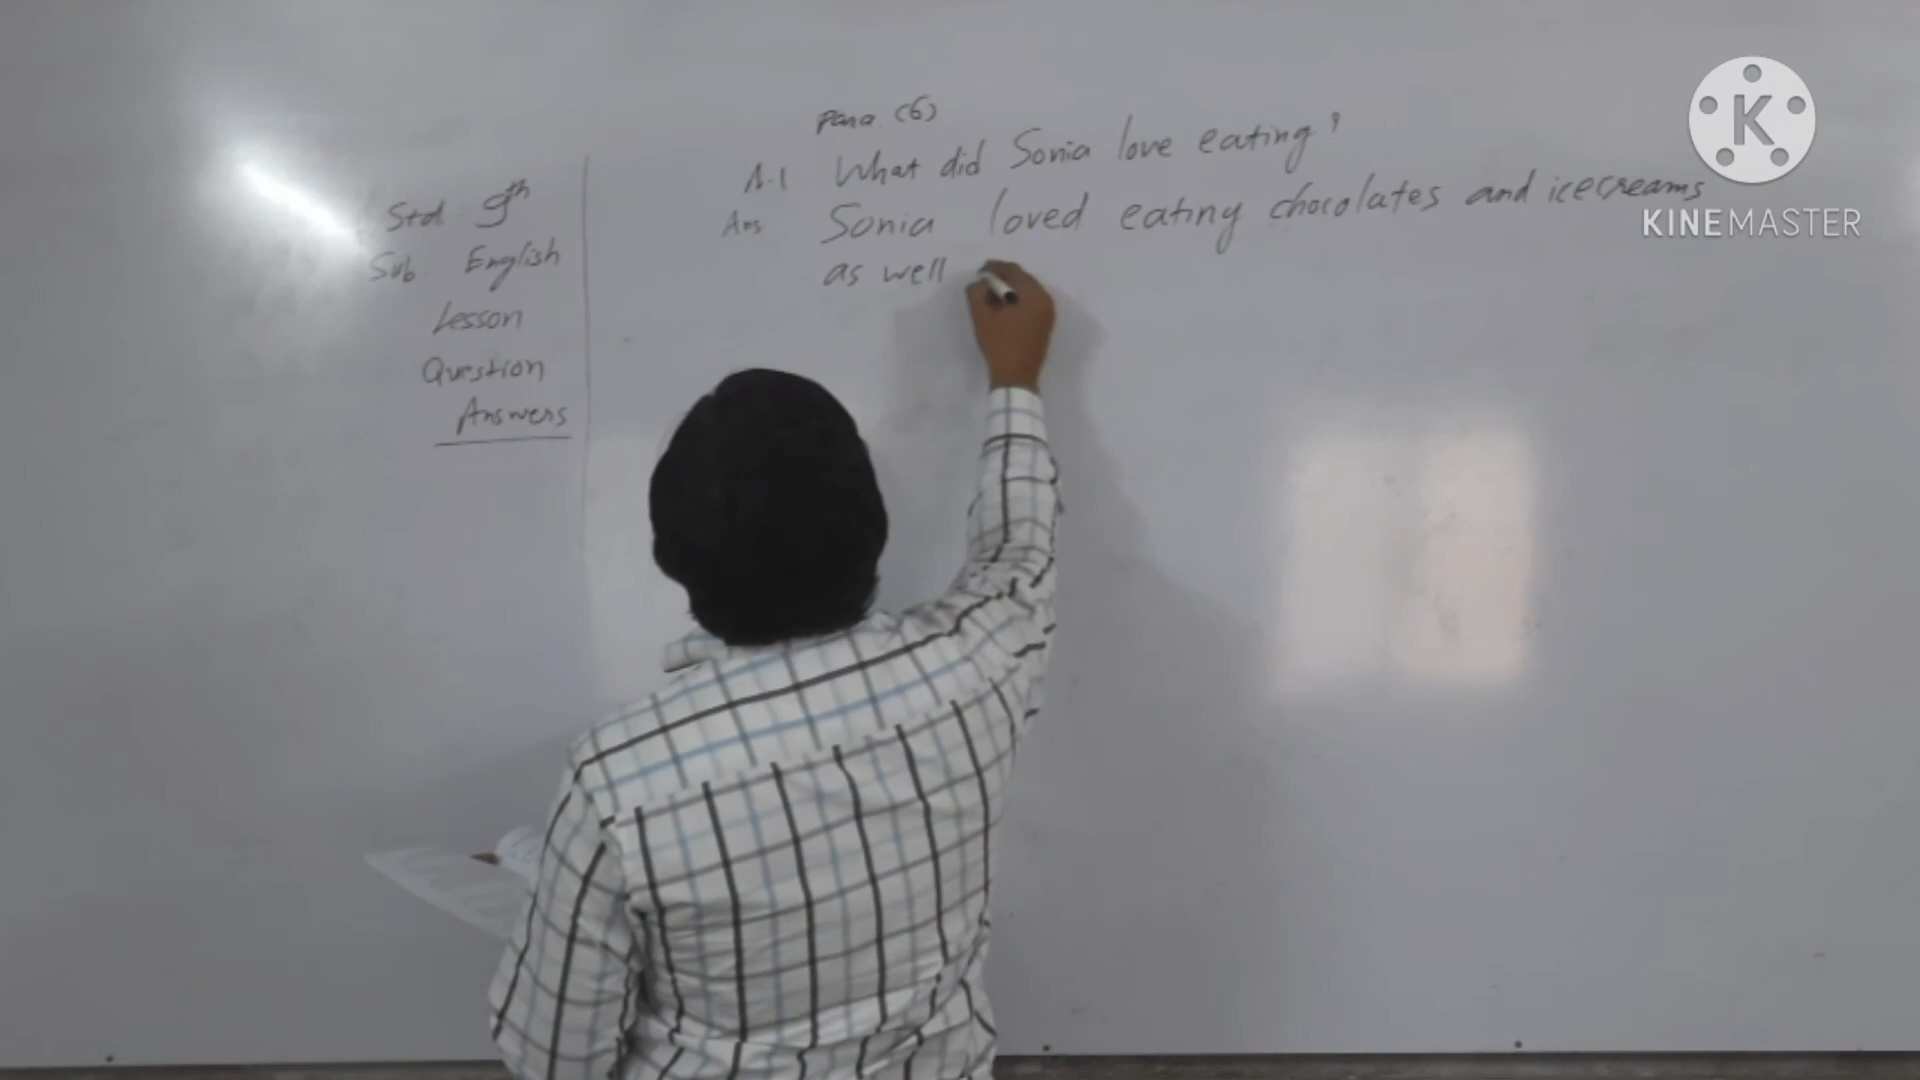 Std 9th
Sub English
Lesson
Question
Answers
Para (6)
What did Sonia love eating?
Ans Sonia loved eating chocolates and icecreams
as well
K
KINEMASTER